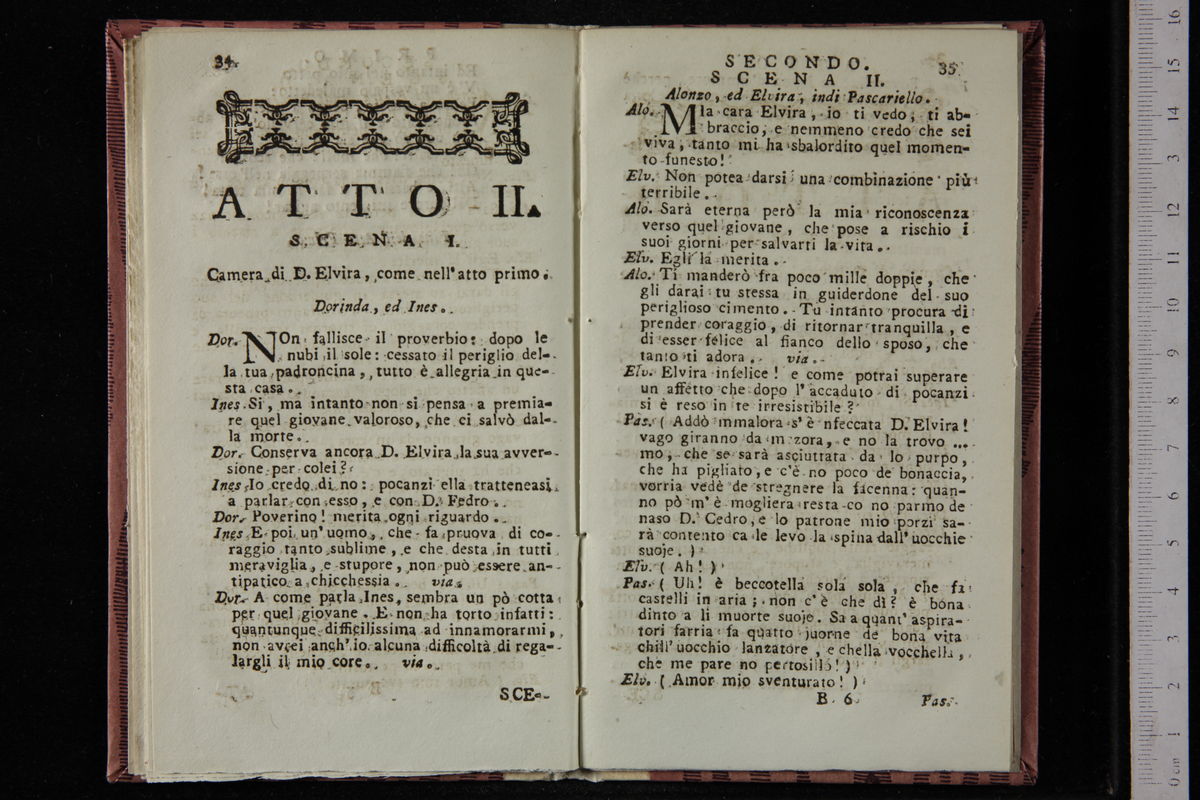 34
ATTO II.
SCENA I.
Camera di D. Elvira, come nell' atto primo.
Dorinda, ed Ines.
Dor. NOn fallisce il proverbio: dopo le
nubi il sole: cessato il periglio del-
la tua padroncina, tutto è allegria in que-
sta casa.
Ines Si, ma intanto non si pensa a premia-
re quel giovane valoroso, che ci salvò dal-
la morte.
Dor. Conserva ancora D. Elvira la sua avver-
sione per colei?
Ines Io credo di no: pocanzi ella tratteneasi
a parlar con esso, e con D. Fedro.
Dor. Poverino! merita ogni riguardo.
Ines E poi un' uomo, che fa pruova di co-
raggio tanto sublime, e che desta in tutti
meraviglia, e stupore, non può essere an-
tipatico a chicchessia. via.
Dor. A come parla Ines, sembra un pò cotta
per quel giovane. E non ha torto infatti:
quantunque difficilissima ad innamorarmi,
non avrei anch' io alcuna difficoltà di rega-
largli il mio core. via.
SCE-
SECONDO. 35
SCENA II.
Alonzo, ed Elvira, indi Pascariello.
Alo. MIa cara Elvira, io ti vedo, ti ab-
braccio, e nemmeno credo che sei
viva, tanto mi ha sbalordito quel momen-
to funesto!
Elv. Non potea darsi una combinazione più
terribile.
Alo. Sarà eterna però la mia riconoscenza
verso quel giovane, che pose a rischio i
suoi giorni per salvarti la vita.
Elv. Egli la merita.
Alo. Ti manderò fra poco mille doppie, che
gli darai tu stessa in guiderdone del suo
periglioso cimento. Tu intanto procura di
prender coraggio, di ritornar tranquilla, e
di esser felice al fianco dello sposo, che
tanto ti adora. via.
Elv. Elvira infelice! e come potrai superare
un affetto che dopo l' accaduto di pocanzi
si è reso in te irresistibile?
Pas. ( Addò mmalora s' è nfeccata D. Elvira!
vago giranno da m' zora, e no la trovo ...
mo, che se sarà asciuttata da lo purpo,
che ha pigliato, e c'è no poco de bonaccia,
vorria vedè de stregnere la facenna: quan-
no pò m' è mogliera resta co no parmo de
naso D. Cedro, e lo patrone mio porzì sa-
rà contento ca le levo la spina dall' uocchie
suoje. )
Elv. ( Ah! )
Pas. ( Uh! è beccotella sola sola, che fa
castelli in aria; non c' è che dì? è bona
dinto a li muorte suoje. Sa a quant' aspira-
tori farria fa quatto juorne de bona vita
chill' uocchio lanzatore, e chella vocchella,
che me pare no pertosillo! )
Elv. ( Amor mio sventurato! )
B 6 Pas.